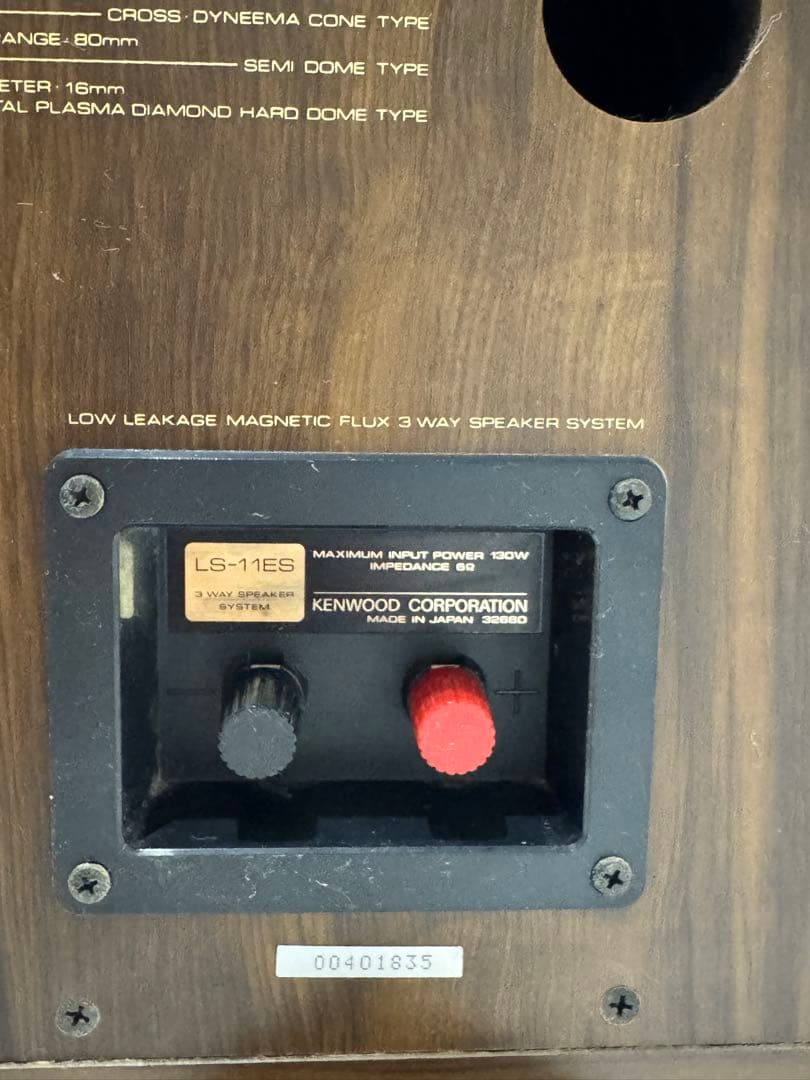 CROSS·DYNEEMA CONE TYPE
ANGE·80mm
SEMI DOME TYPE
ETER·16mm
TAL PLASMA DIAMOND HARD DOME TYPE
LOW LEAKAGE MAGNETIC FLUX 3 WAY SPEAKER SYSTEM
LS-11ES
3 WAY SPEAKER
SYSTEM
MAXIMUM INPUT POWER 130W
IMPEDANCE 6Ω
KENWOOD CORPORATION
MADE IN JAPAN 3268D
− +
00401835